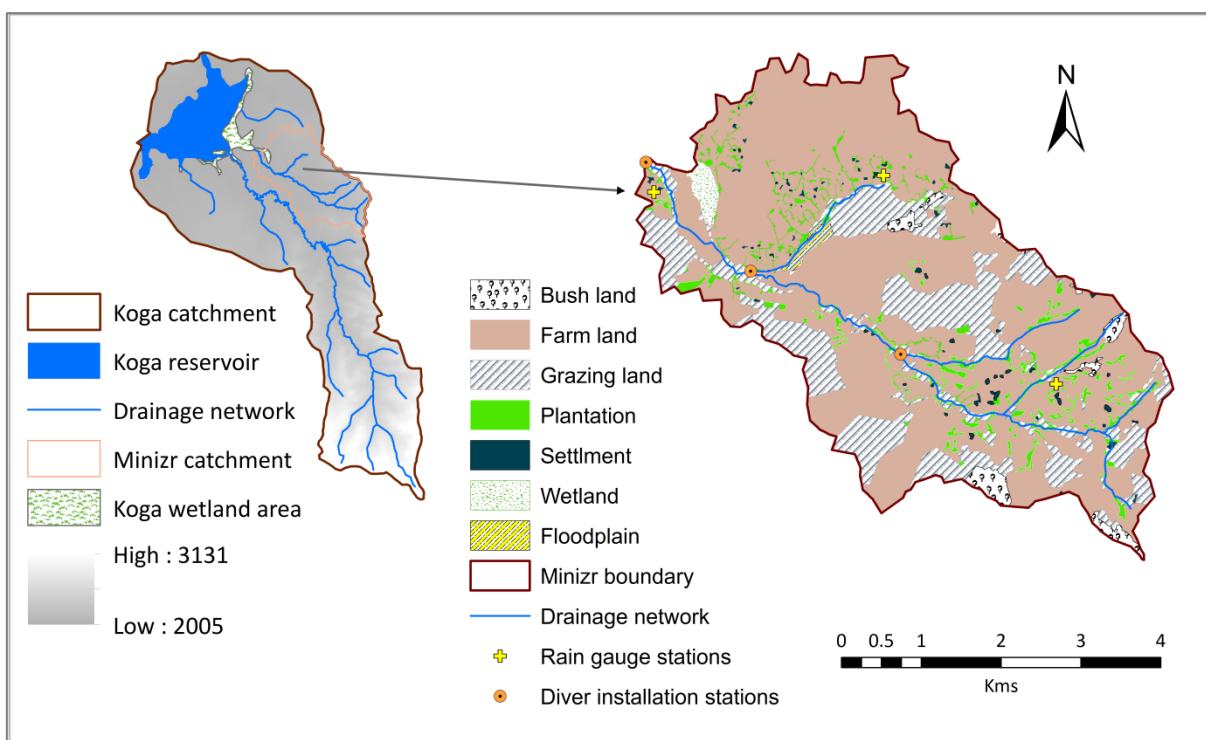 N
Koga catchment
Koga reservoir
Drainage network
Minizr catchment
Koga wetland area
High : 3131
Low : 2005
Bush land
Farm land
Grazing land
Plantation
Settlment
Wetland
Floodplain
Minizr boundary
Drainage network
Rain gauge stations
Diver installation stations
0 0.5 1 2 3 4
Kms